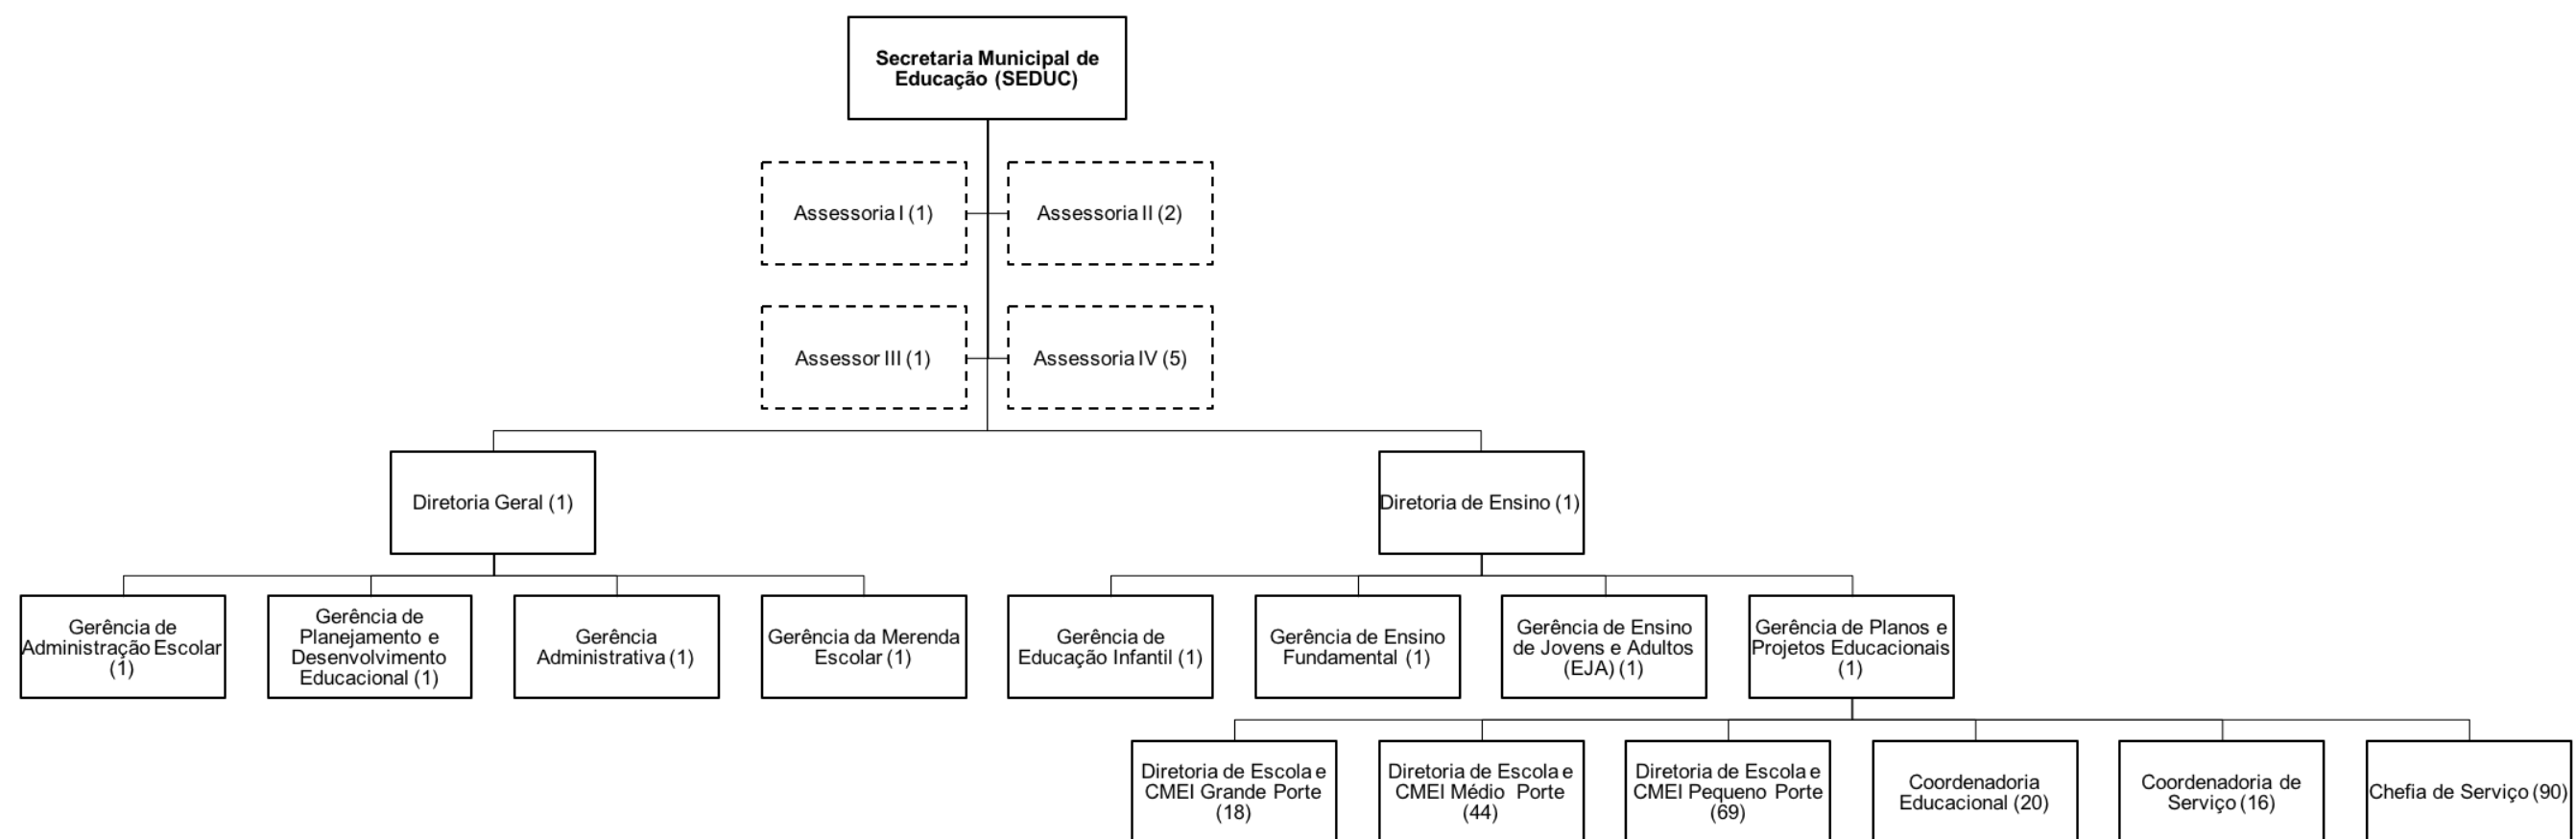 Secretaria Municipal de
Educação (SEDUC)
Assessoria I (1)
Assessoria II (2)
Assessor III (1)
Assessoria IV (5)
Diretoria Geral (1)
Diretoria de Ensino (1)
Gerência de
Administração Escolar
(1)
Gerência de
Planejamento e
Desenvolvimento
Educacional (1)
Gerência
Administrativa (1)
Gerência da Merenda
Escolar (1)
Gerência de
Educação Infantil (1)
Gerência de Ensino
Fundamental (1)
Gerência de Ensino
de Jovens e Adultos
(EJA) (1)
Gerência de Planos e
Projetos Educacionais
(1)
Diretoria de Escola e
CMEI Grande Porte
(18)
Diretoria de Escola e
CMEI Médio Porte
(44)
Diretoria de Escola e
CMEI Pequeno Porte
(69)
Coordenadoria
Educacional (20)
Coordenadoria de
Serviço (16)
Chefia de Serviço (90)